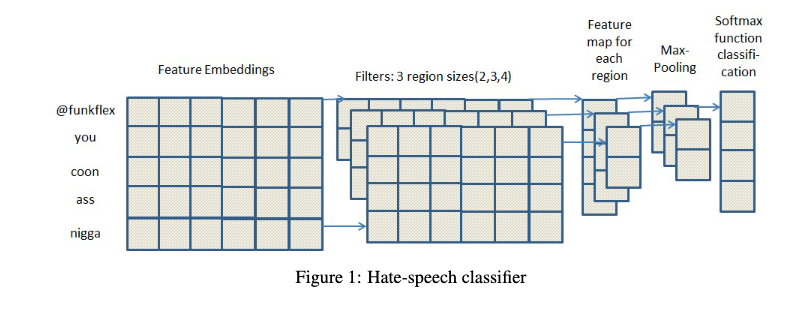 Feature Embeddings
Filters: 3 region sizes(2,3,4)
Feature
map for
each
region
Max-
Pooling
Softmax
function
classifi-
cation
@funkflex
you
coon
ass
nigga
Figure 1: Hate-speech classifier